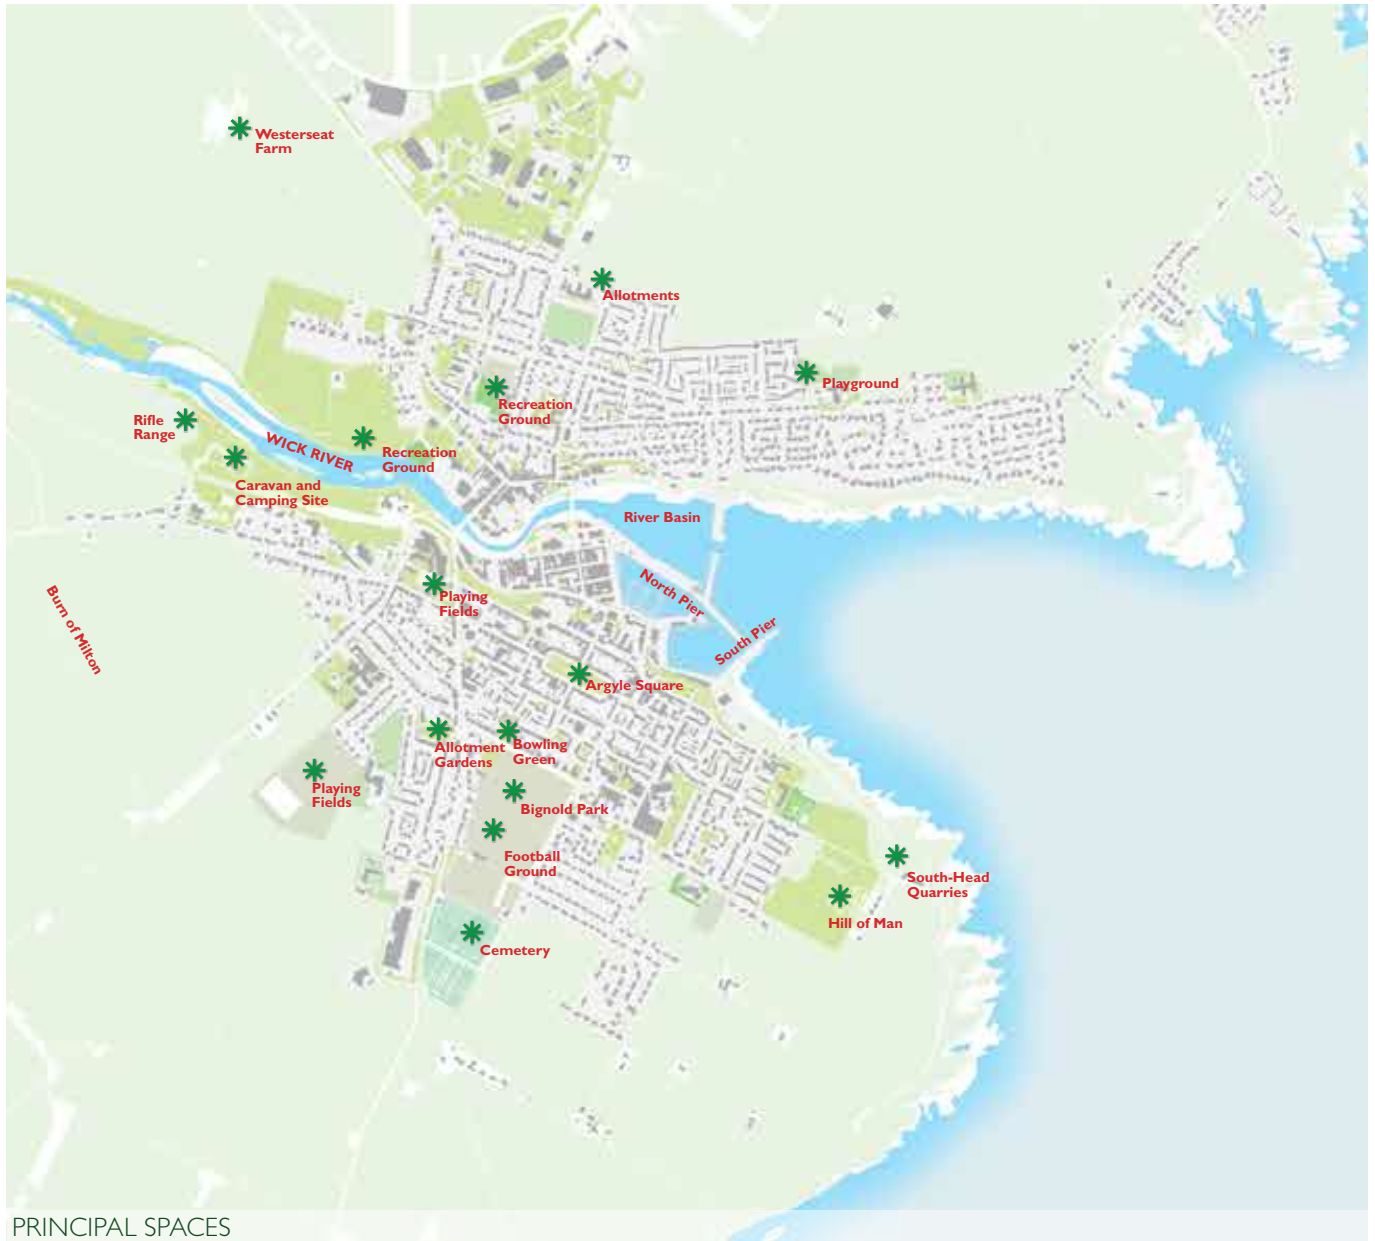 Westerseat
Farm
Allotments
Playground
Recreation
Ground
Rifle
Range
WICK RIVER
Recreation
Ground
Caravan and
Camping Site
River Basin
North Pier
South Pier
Playing
Fields
Burn of Milton
Argyle Square
Allotment
Gardens
Bowling
Green
Playing
Fields
Bignold Park
Football
Ground
South-Head
Quarries
Hill of Man
Cemetery
PRINCIPAL SPACES